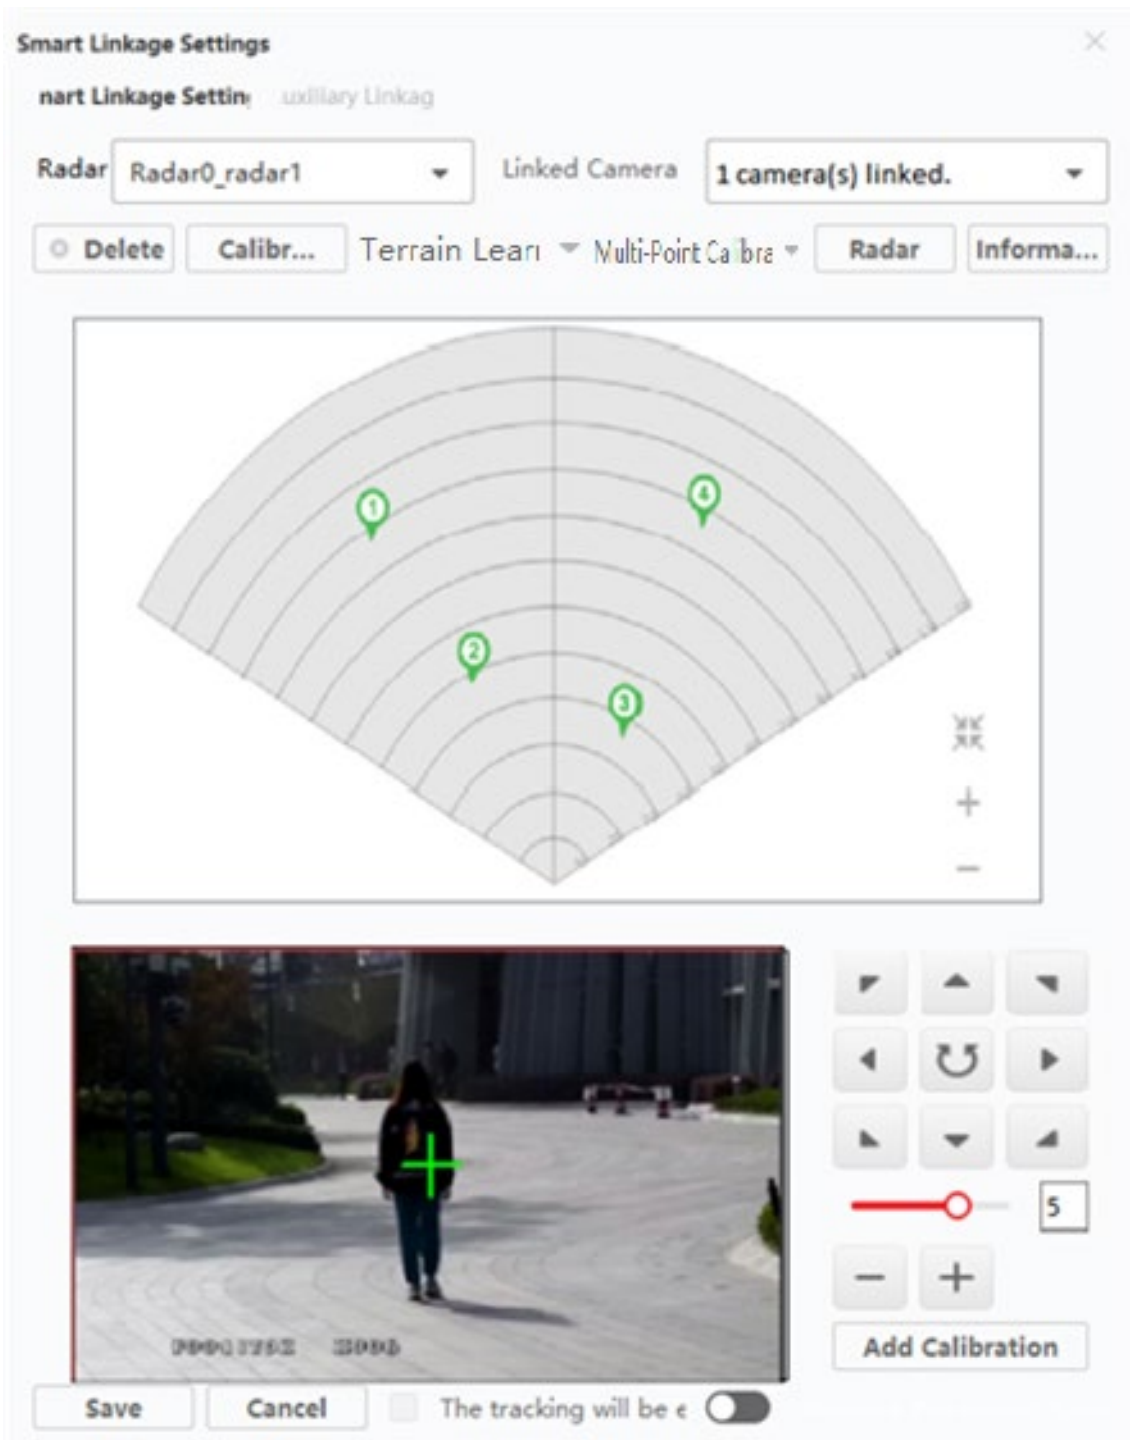 Smart Linkage Settings
nart Linkage Settin uxiliary Linkag
Radar Radar0_radar1 Linked Camera 1 camera(s) linked.
Delete Calibr... Terrain Lear Multi-Point Calibra Radar Informa...
1 4
2
3
5
Add Calibration
Save Cancel The tracking will be e